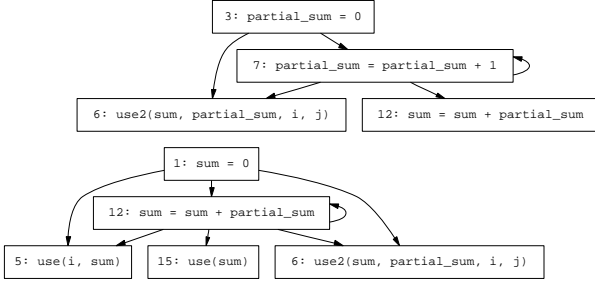 3: partial_sum = 0
7: partial_sum = partial_sum + 1
6: use2(sum, partial_sum, i, j)
12: sum = sum + partial_sum
1: sum = 0
12: sum = sum + partial_sum
5: use(i, sum)
15: use(sum)
6: use2(sum, partial_sum, i, j)